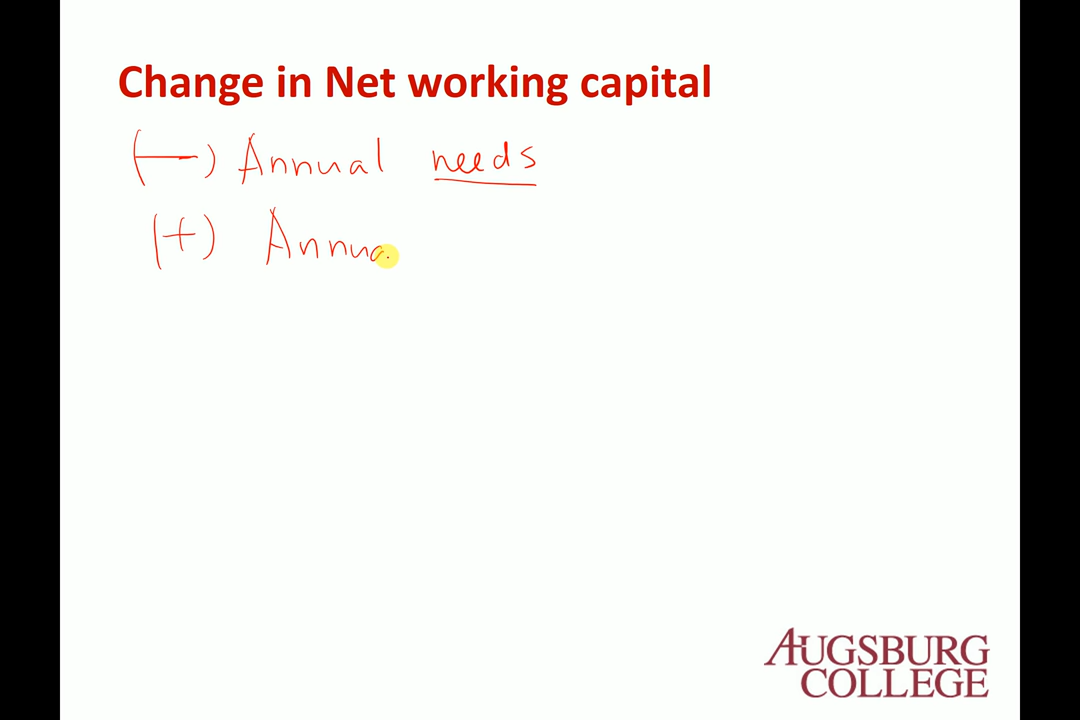 Change in Net working capital
(—) Annual needs
(+) Annua
AUGSBURG
COLLEGE